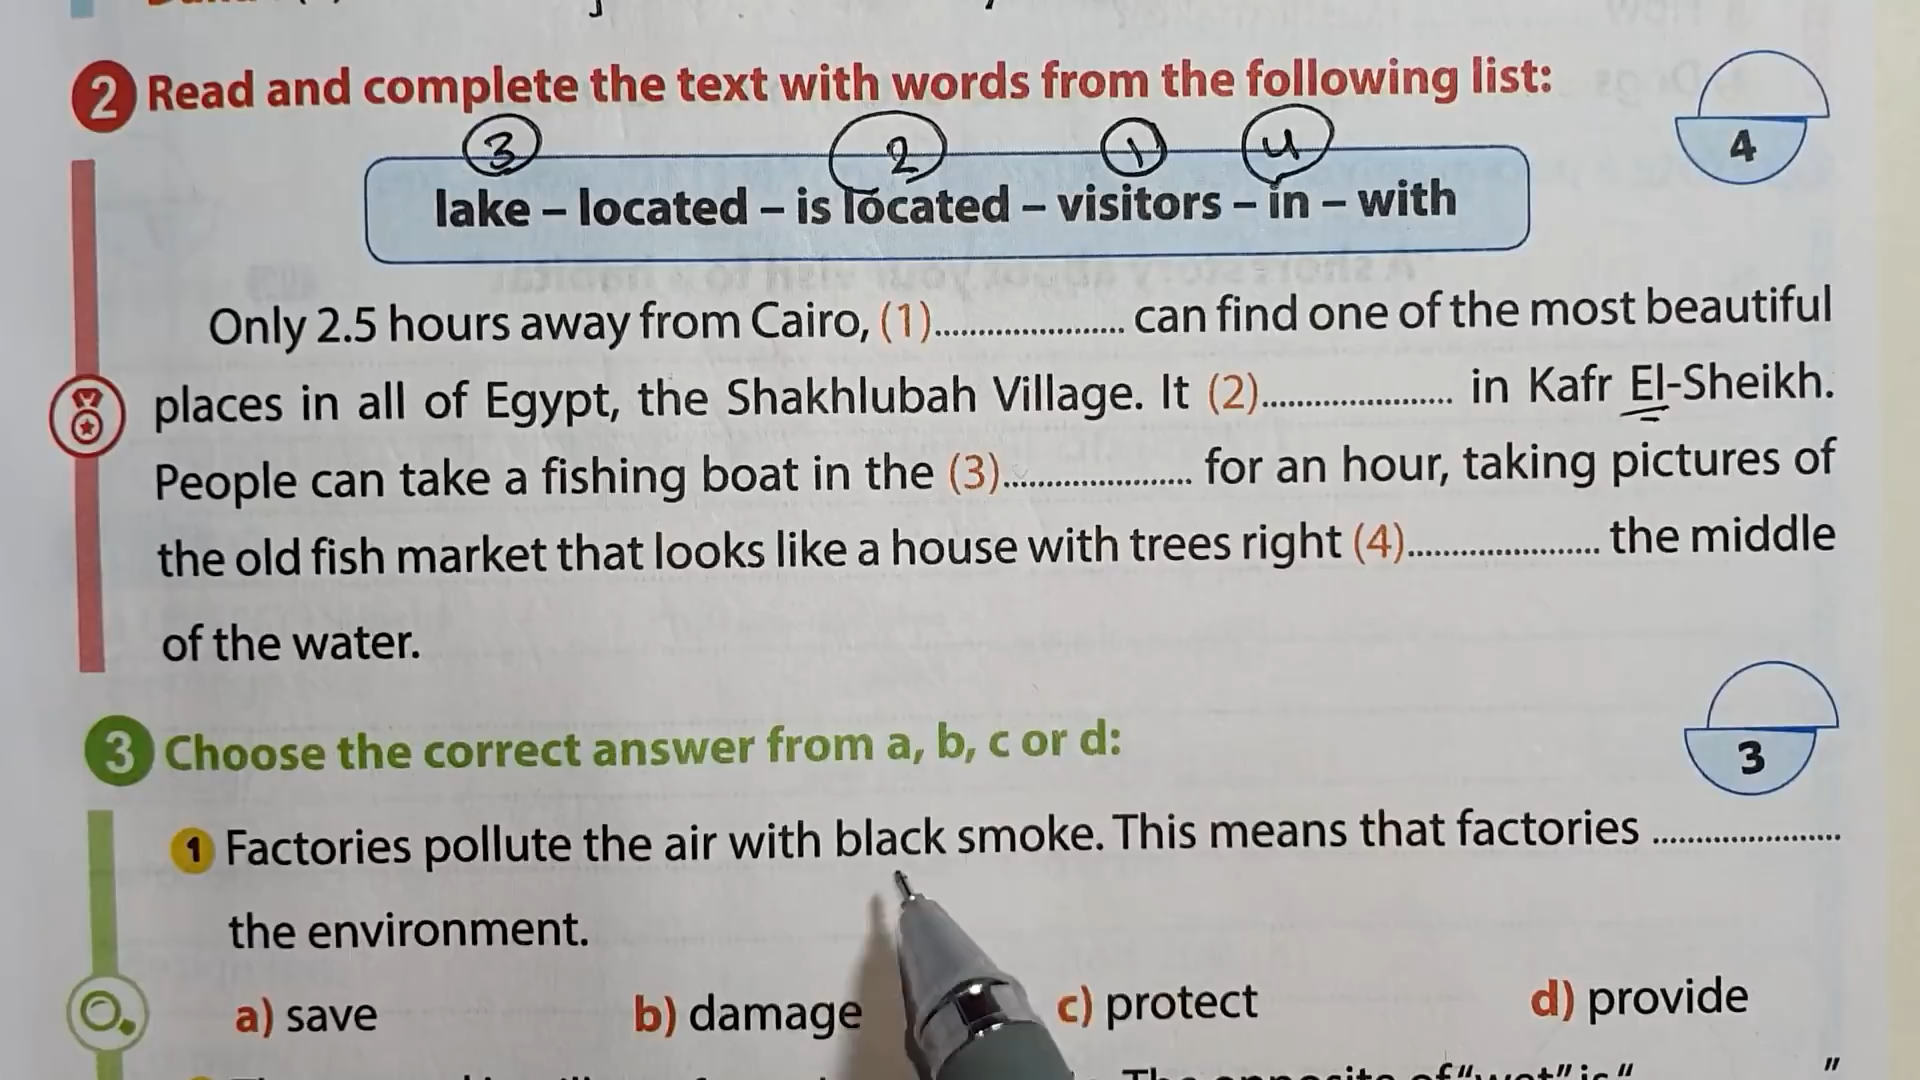 2 Read and complete the text with words from the following list:
4
3 2 1 4
lake – located – is located – visitors – in – with
Only 2.5 hours away from Cairo, (1)..................... can find one of the most beautiful
places in all of Egypt, the Shakhlubah Village. It (2)..................... in Kafr El-Sheikh.
People can take a fishing boat in the (3)..................... for an hour, taking pictures of
the old fish market that looks like a house with trees right (4)..................... the middle
of the water.
3 Choose the correct answer from a, b, c or d:
3
1 Factories pollute the air with black smoke. This means that factories .....................
the environment.
a) save b) damage c) protect d) provide
The opposite of "wet" is " "